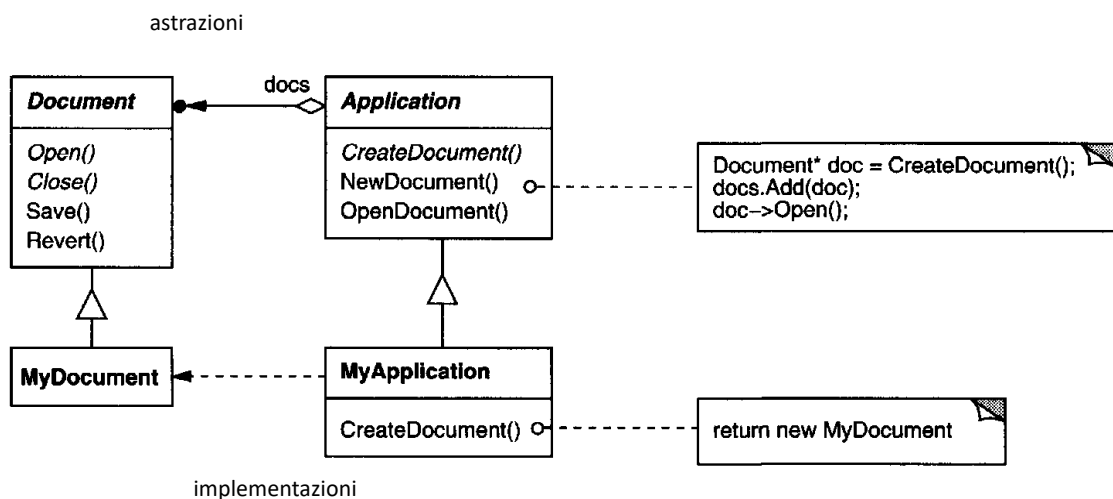 astrazioni
docs
Document
Open()
Close()
Save()
Revert()
Application
CreateDocument()
NewDocument()
OpenDocument()
Document* doc = CreateDocument();
docs.Add(doc);
doc->Open();
MyDocument
MyApplication
CreateDocument()
return new MyDocument
implementazioni